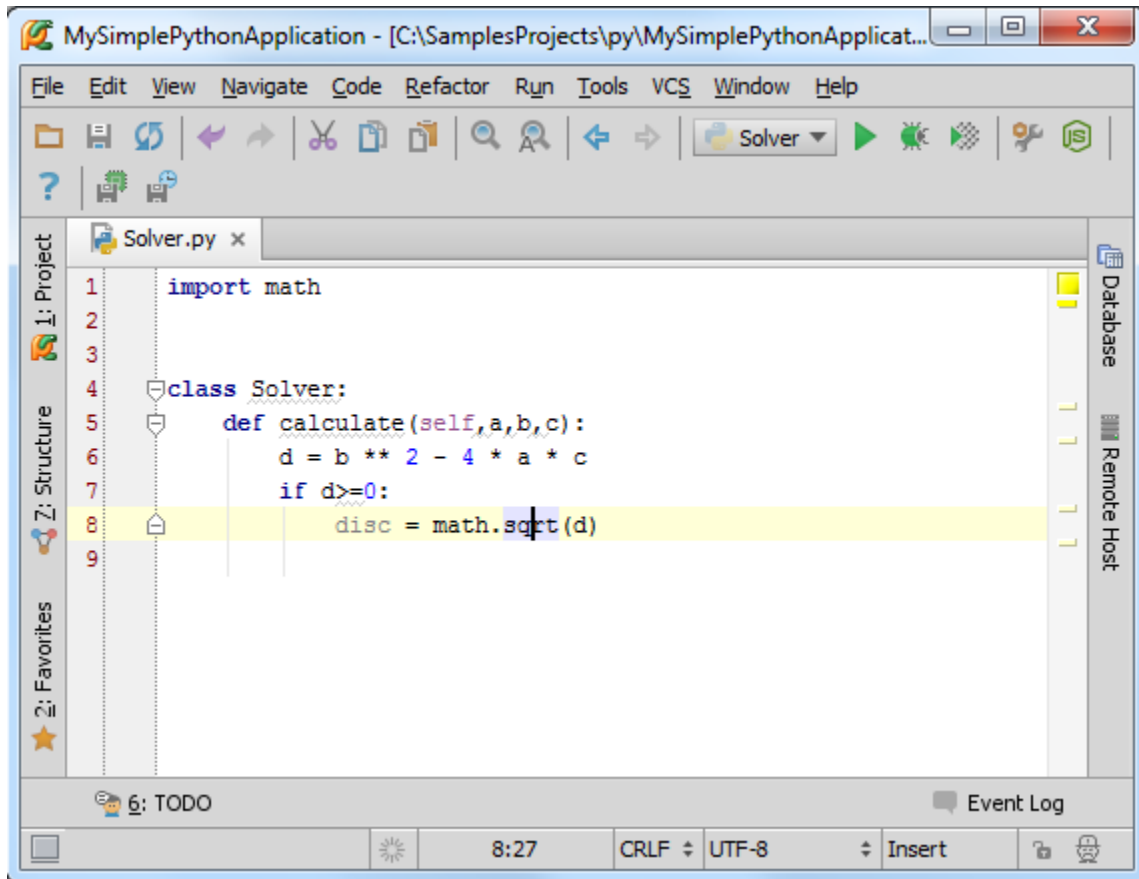 MySimplePythonApplication - [C:\SamplesProjects\py\MySimplePythonApplicat...
File Edit View Navigate Code Refactor Run Tools VCS Window Help
Solver
JS
?
1: Project
7: Structure
2: Favorites
Solver.py
1 import math
2
3
4 class Solver:
5     def calculate(self,a,b,c):
6         d = b ** 2 - 4 * a * c
7         if d>=0:
8             disc = math.sqrt(d)
9
Database
Remote Host
6: TODO
Event Log
8:27 CRLF UTF-8 Insert